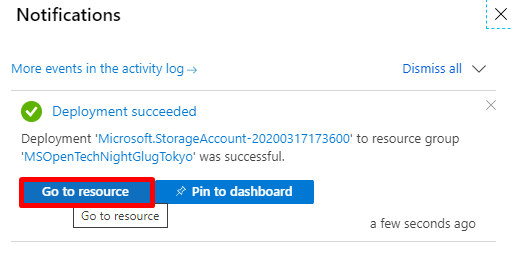 Notifications
More events in the activity log →
Dismiss all
Deployment succeeded
Deployment 'Microsoft.StorageAccount-20200317173600' to resource group
'MSOpenTechNightGlugTokyo' was successful.
Go to resource
Pin to dashboard
Go to resource
a few seconds ago